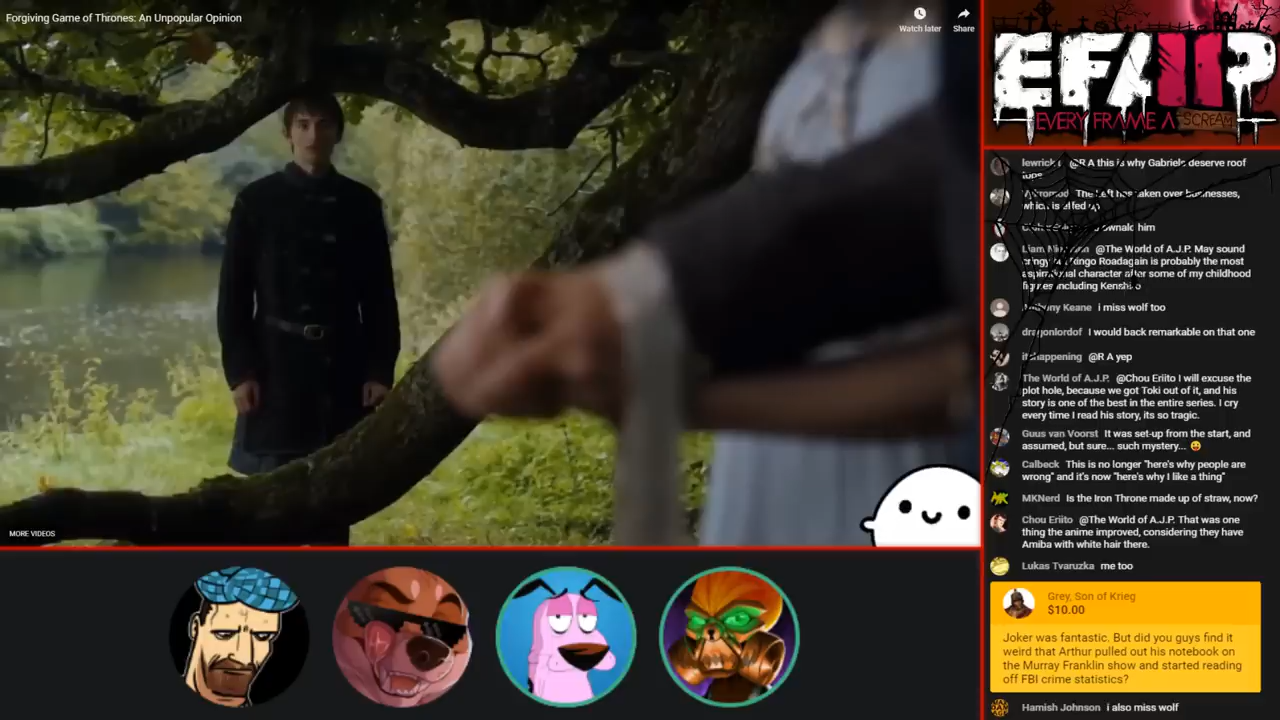 Forgiving Game of Thrones: An Unpopular Opinion
Watch later
Share
MORE VIDEOS
EFAP
EVERY FRAME A SCREAM
@R A this is why Gabriels deserve roof
tops
The Left has taken over businesses,
which is effed up
him
@The World of A.J.P. May sound
Roadagain is probably the most
character after some of my childhood
including
Keane i miss wolf too
dragonlordof I would back remarkable on that one
@R A yep
The World of A.J.P. @Chou Eriito I will excuse the
plot hole, because we got Toki out of it, and his
story is one of the best in the entire series. I cry
every time I read his story, its so tragic.
Guus van Voorst It was set-up from the start, and
assumed, but sure... such mystery... 😛
Calbeck This is no longer "here's why people are
wrong" and it's now "here's why I like a thing"
MKNerd Is the Iron Throne made up of straw, now?
Chou Eriito @The World of A.J.P. That was one
thing the anime improved, considering they have
Amiba with white hair there.
Lukas Tvaruzka me too
Grey, Son of Krieg
$10.00
Joker was fantastic. But did you guys find it
weird that Arthur pulled out his notebook on
the Murray Franklin show and started reading
off FBI crime statistics?
Hamish Johnson i also miss wolf